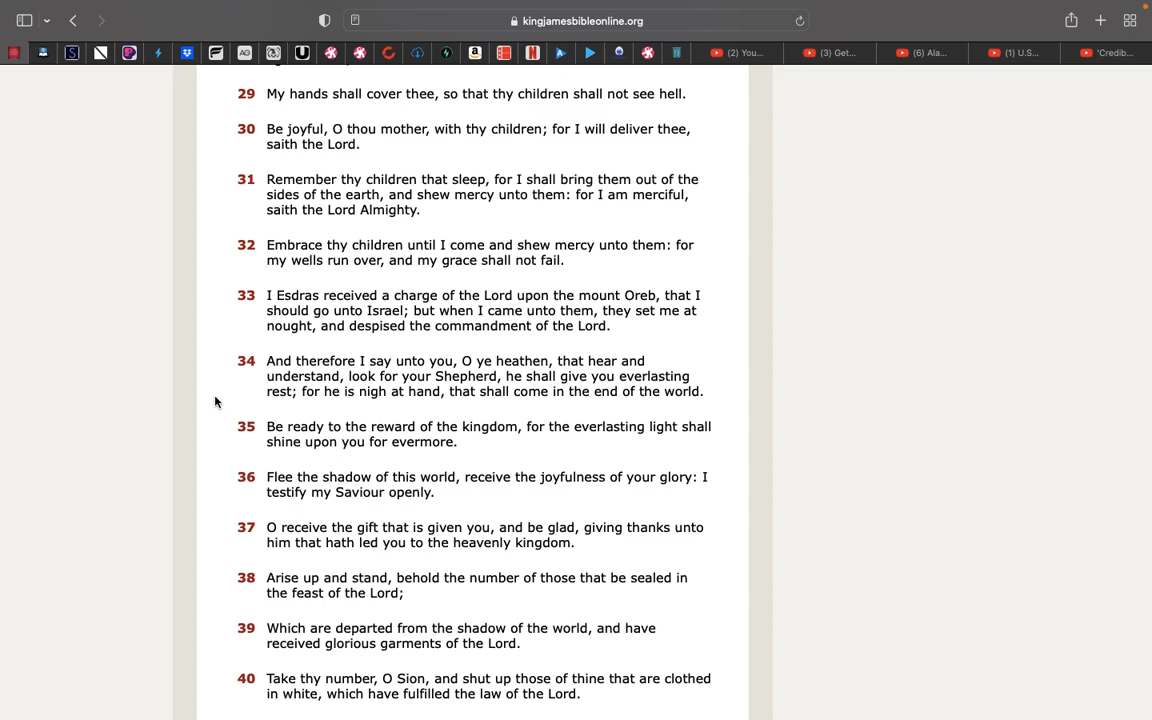 kingjamesbibleonline.org
S
P
AG
U
C
a
N
(2) You...
(3) Get...
(6) Ala...
(1) U.S...
'Credib...
29 My hands shall cover thee, so that thy children shall not see hell.
30 Be joyful, O thou mother, with thy children; for I will deliver thee,
saith the Lord.
31 Remember thy children that sleep, for I shall bring them out of the
sides of the earth, and shew mercy unto them: for I am merciful,
saith the Lord Almighty.
32 Embrace thy children until I come and shew mercy unto them: for
my wells run over, and my grace shall not fail.
33 I Esdras received a charge of the Lord upon the mount Oreb, that I
should go unto Israel; but when I came unto them, they set me at
nought, and despised the commandment of the Lord.
34 And therefore I say unto you, O ye heathen, that hear and
understand, look for your Shepherd, he shall give you everlasting
rest; for he is nigh at hand, that shall come in the end of the world.
35 Be ready to the reward of the kingdom, for the everlasting light shall
shine upon you for evermore.
36 Flee the shadow of this world, receive the joyfulness of your glory: I
testify my Saviour openly.
37 O receive the gift that is given you, and be glad, giving thanks unto
him that hath led you to the heavenly kingdom.
38 Arise up and stand, behold the number of those that be sealed in
the feast of the Lord;
39 Which are departed from the shadow of the world, and have
received glorious garments of the Lord.
40 Take thy number, O Sion, and shut up those of thine that are clothed
in white, which have fulfilled the law of the Lord.